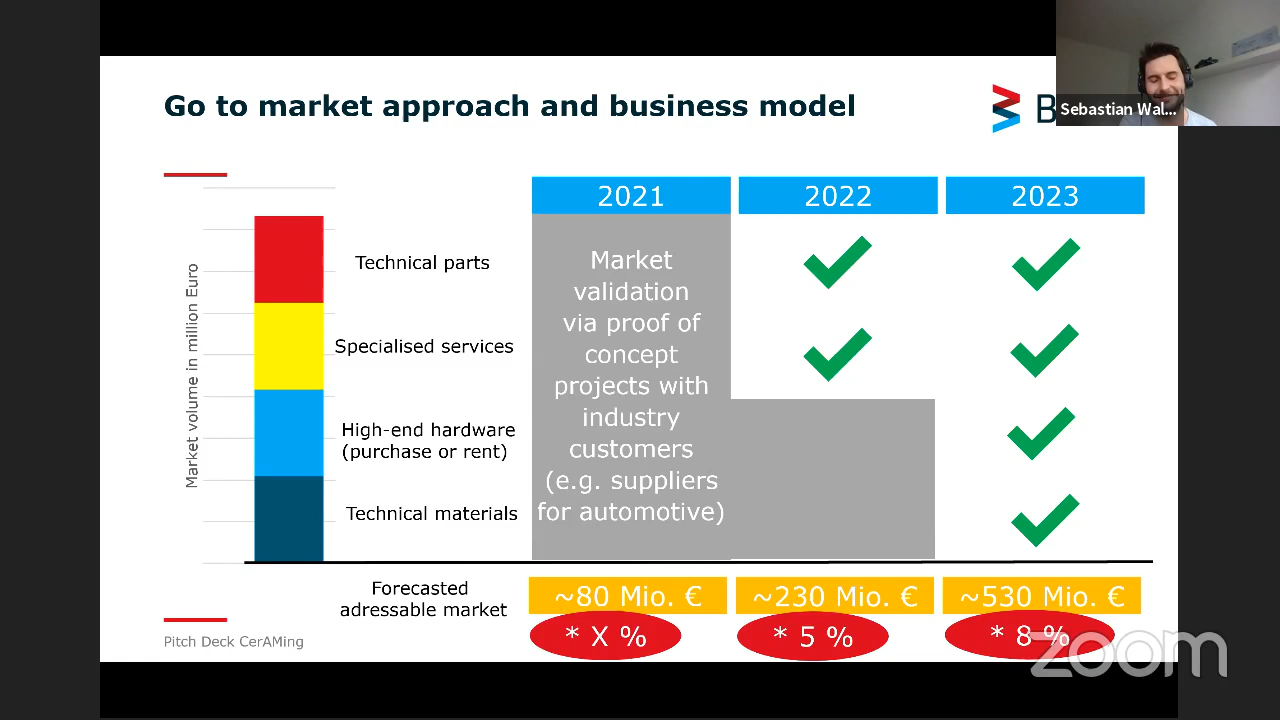 Go to market approach and business model
B
Sebastian Wal...
2021
2022
2023
Market volume in million Euro
Technical parts
Specialised services
High-end hardware
(purchase or rent)
Technical materials
Market
validation
via proof of
concept
projects with
industry
customers
(e.g. suppliers
for automotive)
Forecasted
adressable market
~80 Mio. €
~230 Mio. €
~530 Mio. €
* X %
* 5 %
* 8 %
Pitch Deck CerAMing
zoom